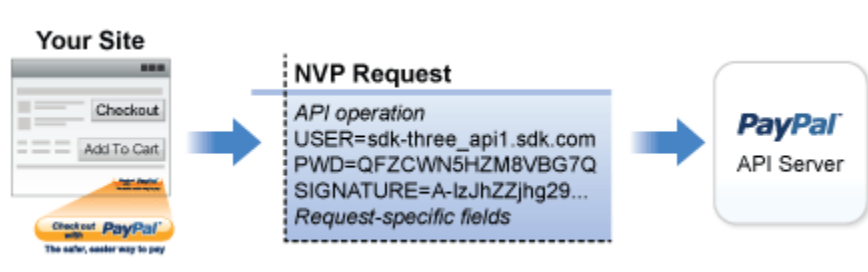 Your Site
Checkout
Add To Cart
Checkout
with PayPal
The safer, easier way to pay
NVP Request
API operation
USER=sdk-three_api1.sdk.com
PWD=QFZCWN5HZM8VBG7Q
SIGNATURE=A-IzJhZZjhg29...
Request-specific fields
PayPal
API Server